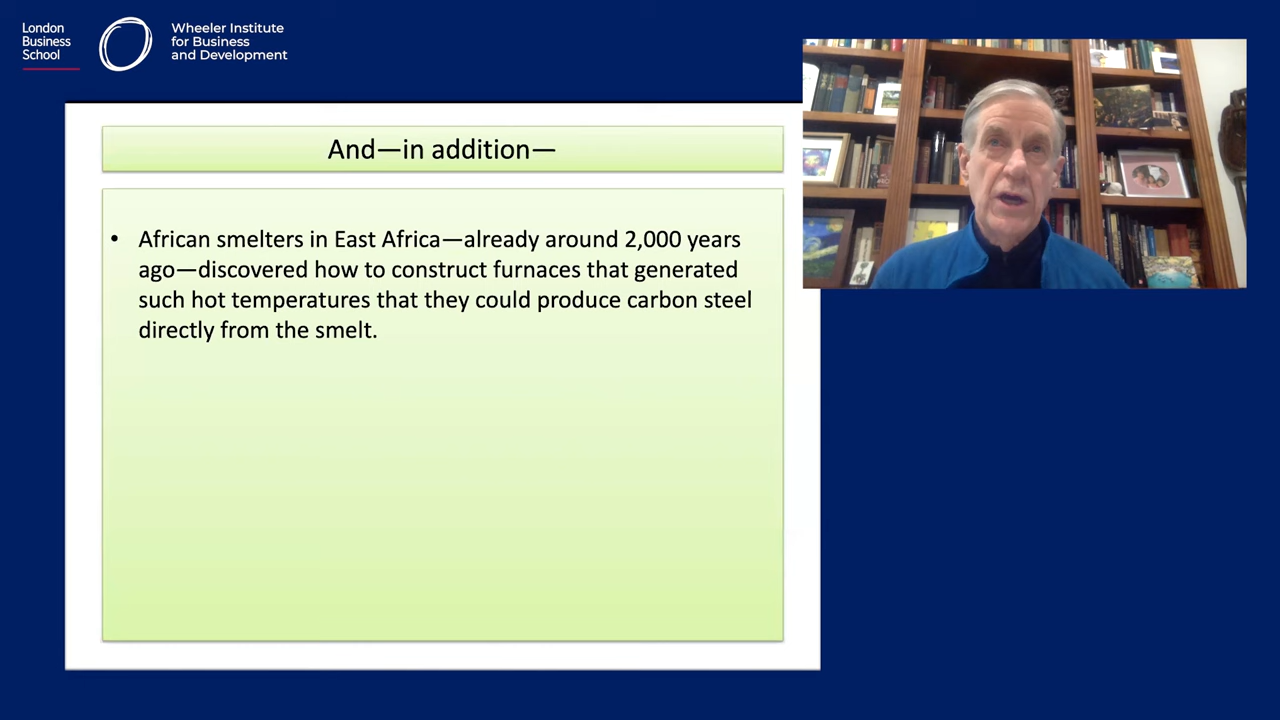 London
Business
School
Wheeler Institute
for Business
and Development
And—in addition—
• African smelters in East Africa—already around 2,000 years
ago—discovered how to construct furnaces that generated
such hot temperatures that they could produce carbon steel
directly from the smelt.